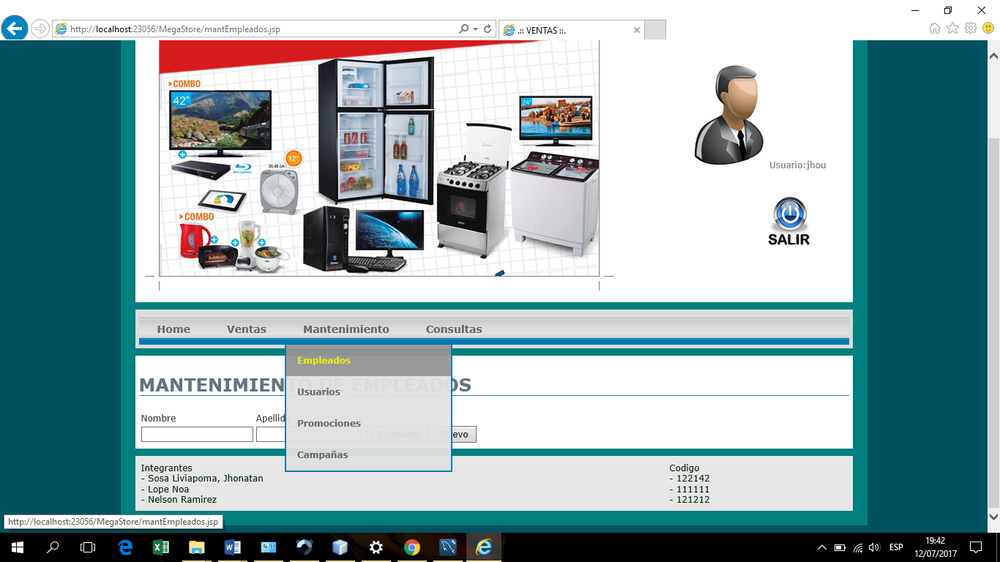 http://localhost:23056/MegaStore/mantEmpleados.jsp
.:: VENTAS ::.
COMBO
42"
24"
12"
30.48 cm
COMBO
Usuario:jhou
SALIR
Home Ventas Mantenimiento Consultas
Empleados
MANTENIMIENTO DE EMPLEADOS
Usuarios
Nombre Apellido
Promociones
Consultar Nuevo
Campañas
Integrantes Codigo
- Sosa Liviapoma, Jhonatan - 122142
- Lope Noa - 111111
- Nelson Ramirez - 121212
http://localhost:23056/MegaStore/mantEmpleados.jsp
ESP
19:42
12/07/2017